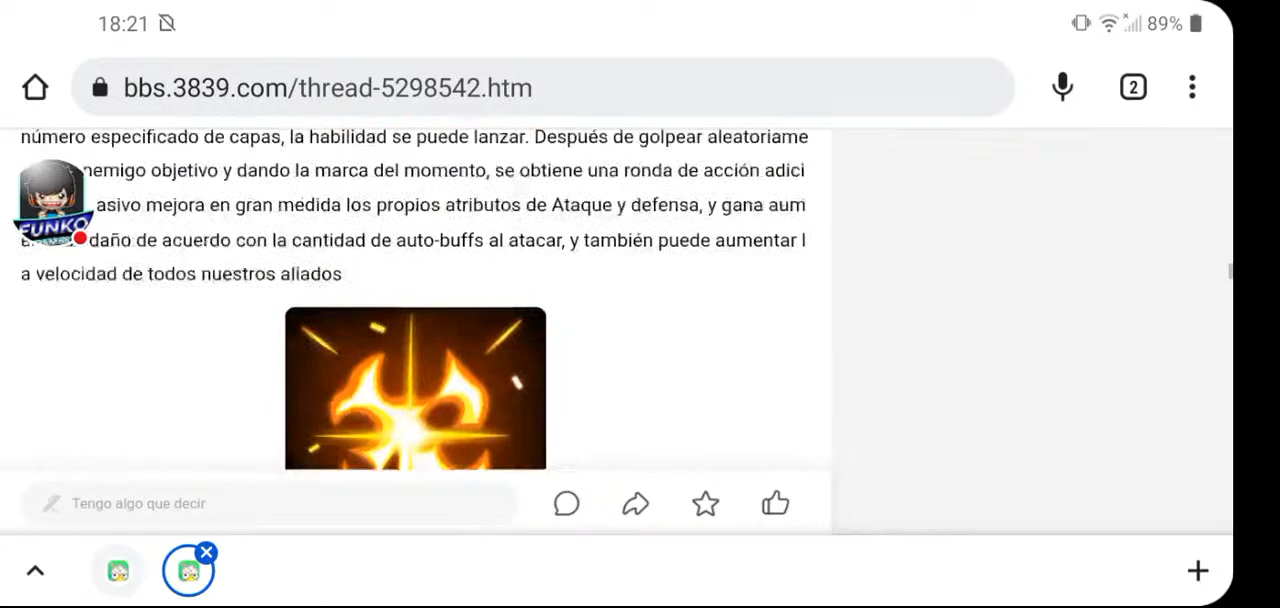 18:21 89%
bbs.3839.com/thread-5298542.htm 2
número especificado de capas, la habilidad se puede lanzar. Después de golpear aleatoriame
nemigo objetivo y dando la marca del momento, se obtiene una ronda de acción adici
asivo mejora en gran medida los propios atributos de Ataque y defensa, y gana aum
daño de acuerdo con la cantidad de auto-buffs al atacar, y también puede aumentar l
a velocidad de todos nuestros aliados
FUNKO
Tengo algo que decir